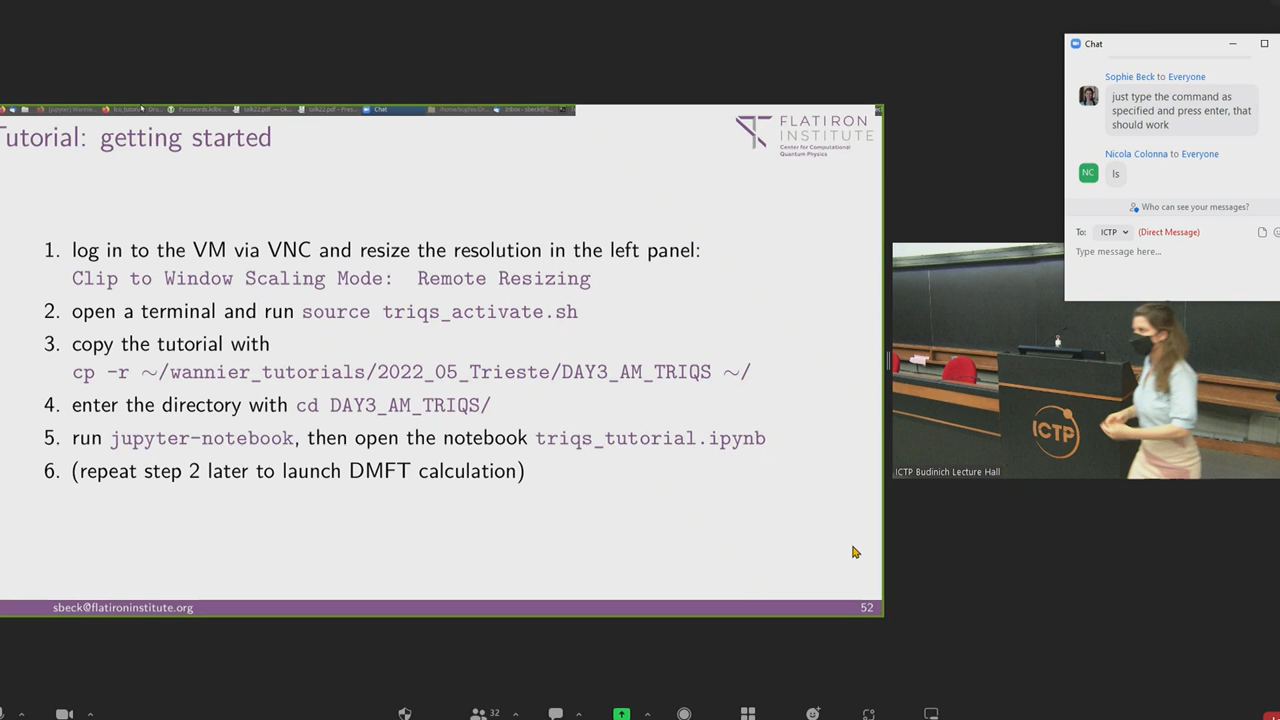 Chat
Tutorial: getting started
FLATIRON
INSTITUTE
Center for Computational
Quantum Physics
1. log in to the VM via VNC and resize the resolution in the left panel:
Clip to Window Scaling Mode: Remote Resizing
2. open a terminal and run source triqs_activate.sh
3. copy the tutorial with
cp -r ~/wannier_tutorials/2022_05_Trieste/DAY3_AM_TRIQS ~/
4. enter the directory with cd DAY3_AM_TRIQS/
5. run jupyter-notebook, then open the notebook triqs_tutorial.ipynb
6. (repeat step 2 later to launch DMFT calculation)
sbeck@flatironinstitute.org
52
Chat
Sophie Beck to Everyone
just type the command as
specified and press enter, that
should work
Nicola Colonna to Everyone
NC
ls
Who can see your messages?
To: ICTP (Direct Message)
Type message here...
ICTP
ICTP Budinich Lecture Hall
32